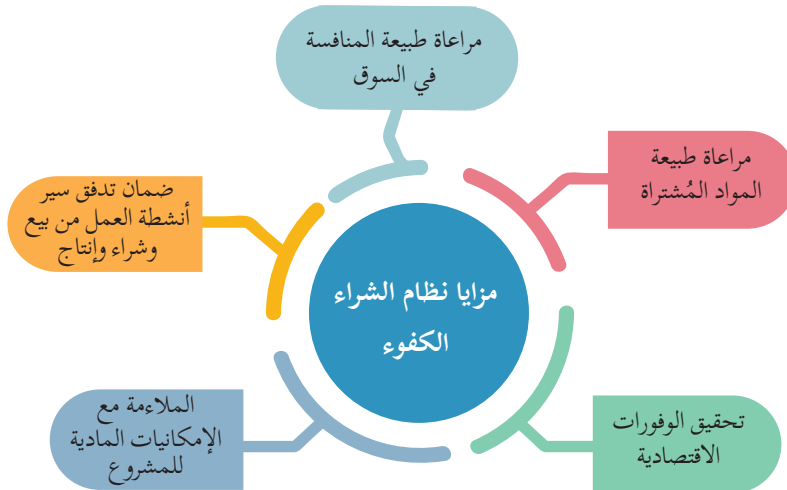 مزايا نظام الشراء
الكفوء
مراعاة طبيعة المنافسة
في السوق
مراعاة طبيعة
المواد المُشتراة
تحقيق الوفورات
الاقتصادية
الملاءمة مع
الإمكانيات المادية
للمشروع
ضمان تدفق سير
أنشطة العمل من بيع
وشراء وإنتاج